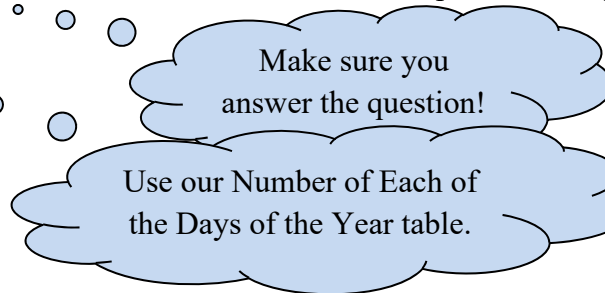 Make sure you
answer the question!
Use our Number of Each of
the Days of the Year table.